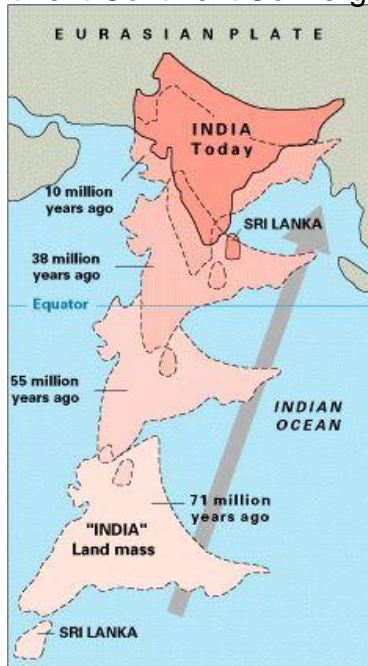 EURASIAN PLATE
INDIA
Today
10 million
years ago
SRI LANKA
38 million
years ago
Equator
55 million
years ago
INDIAN
OCEAN
71 million
years ago
"INDIA"
Land mass
SRI LANKA